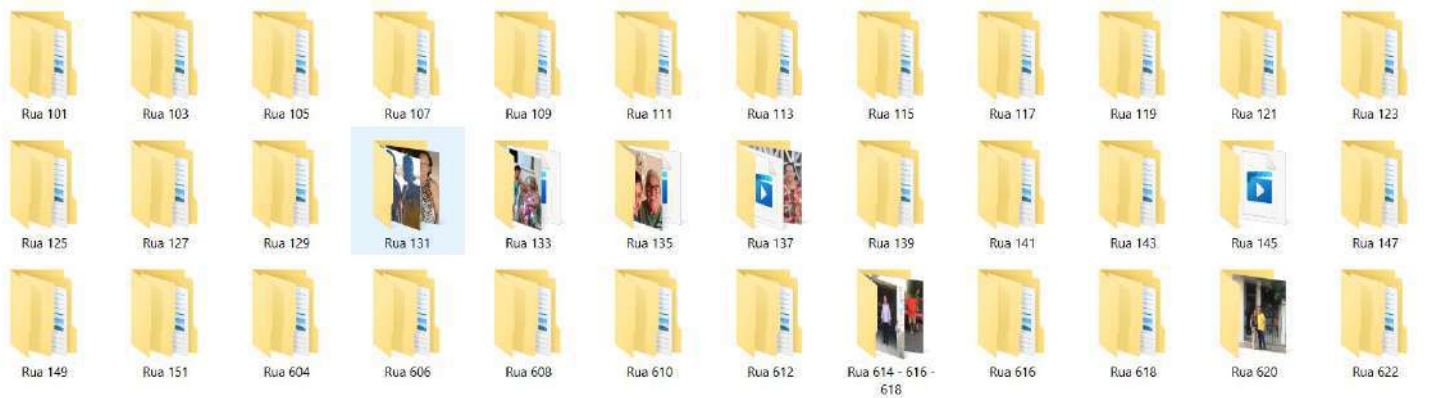 Rua 101
Rua 103
Rua 105
Rua 107
Rua 109
Rua 111
Rua 113
Rua 115
Rua 117
Rua 119
Rua 121
Rua 123
Rua 125
Rua 127
Rua 129
Rua 131
Rua 133
Rua 135
Rua 137
Rua 139
Rua 141
Rua 143
Rua 145
Rua 147
Rua 149
Rua 151
Rua 604
Rua 606
Rua 608
Rua 610
Rua 612
Rua 614 - 616 -
618
Rua 616
Rua 618
Rua 620
Rua 622